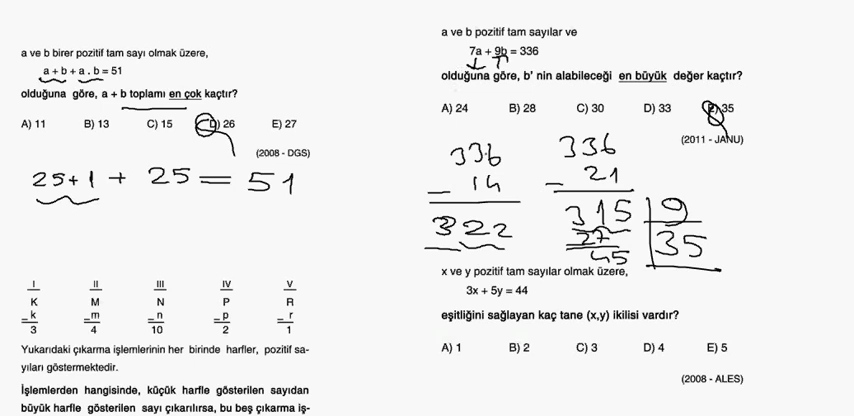 a ve b birer pozitif tam sayı olmak üzere,
a + b + a . b = 51
olduğuna göre, a + b toplamı en çok kaçtır?
A) 11 B) 13 C) 15 D) 26 E) 27
(2008 - DGS)
25+1 + 25 = 51
I II III IV V
K M N P R
-k -m -n -p -r
3 4 10 2 1
Yukarıdaki çıkarma işlemlerinin her birinde harfler, pozitif sa-
yıları göstermektedir.
İşlemlerden hangisinde, küçük harfle gösterilen sayıdan
büyük harfle gösterilen sayı çıkarılırsa, bu beş çıkarma iş-
a ve b pozitif tam sayılar ve
7a + 9b = 336
olduğuna göre, b' nin alabileceği en büyük değer kaçtır?
A) 24 B) 28 C) 30 D) 33 E) 35
(2011 - JANU)
336
- 14
322
336
- 21
315 9
27 35
45
x ve y pozitif tam sayılar olmak üzere,
3x + 5y = 44
eşitliğini sağlayan kaç tane (x,y) ikilisi vardır?
A) 1 B) 2 C) 3 D) 4 E) 5
(2008 - ALES)